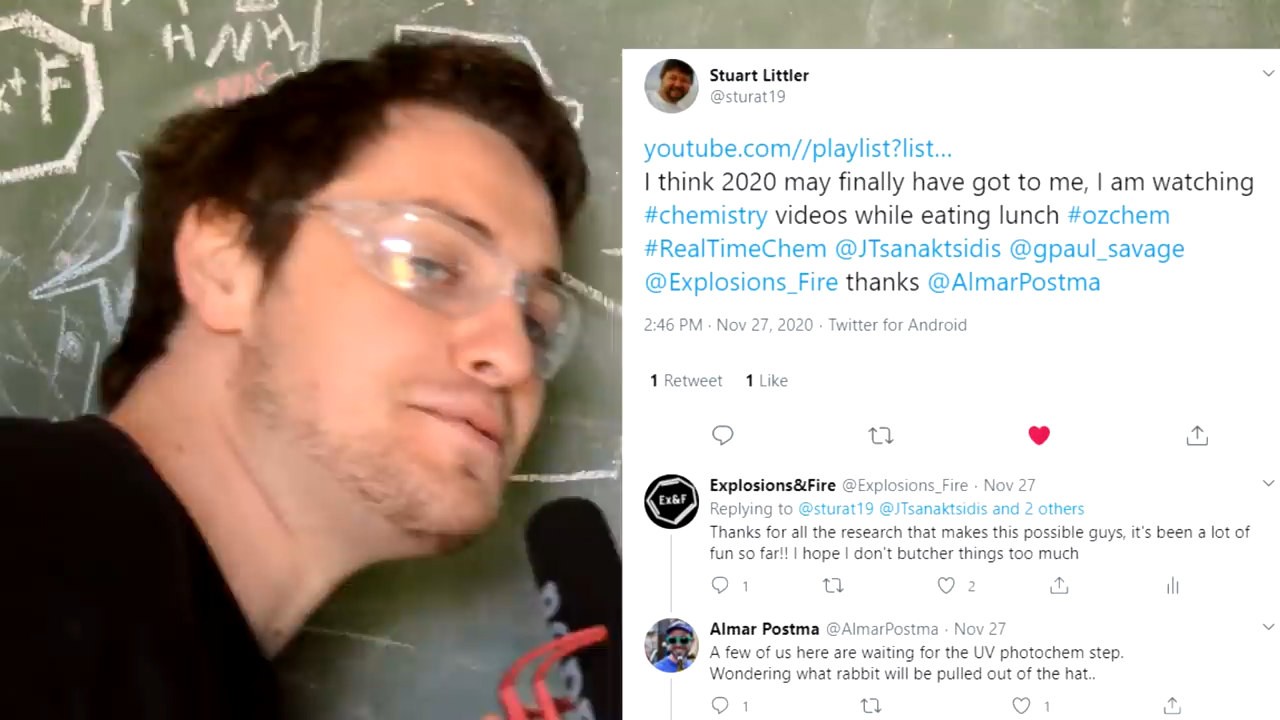 H NMR
x+F
SNAG
Stuart Littler
@sturat19
youtube.com//playlist?list...
I think 2020 may finally have got to me, I am watching
#chemistry videos while eating lunch #ozchem
#RealTimeChem @JTsanaktsidis @gpaul_savage
@Explosions_Fire thanks @AlmarPostma
2:46 PM · Nov 27, 2020 · Twitter for Android
1 Retweet 1 Like
Explosions&Fire @Explosions_Fire · Nov 27
Ex&F
Replying to @sturat19 @JTsanaktsidis and 2 others
Thanks for all the research that makes this possible guys, it's been a lot of
fun so far!! I hope I don't butcher things too much
1 2
Almar Postma @AlmarPostma · Nov 27
A few of us here are waiting for the UV photochem step.
Wondering what rabbit will be pulled out of the hat..
1 1